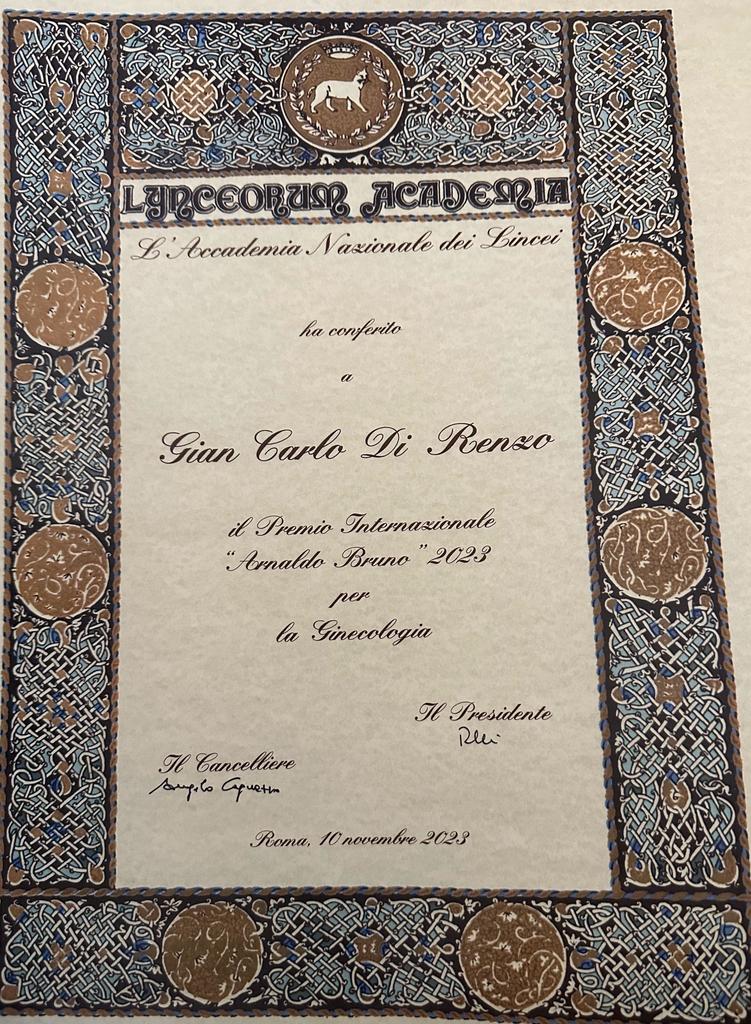 LYNCEORUM ACADEMIA
L'Accademia Nazionale dei Lincei
ha conferito
a
Gian Carlo Di Renzo
il Premio Internazionale
"Arnaldo Bruno" 2023
per
la Ginecologia
Il Presidente
Il Cancelliere
Angelo
Roma, 10 novembre 2023